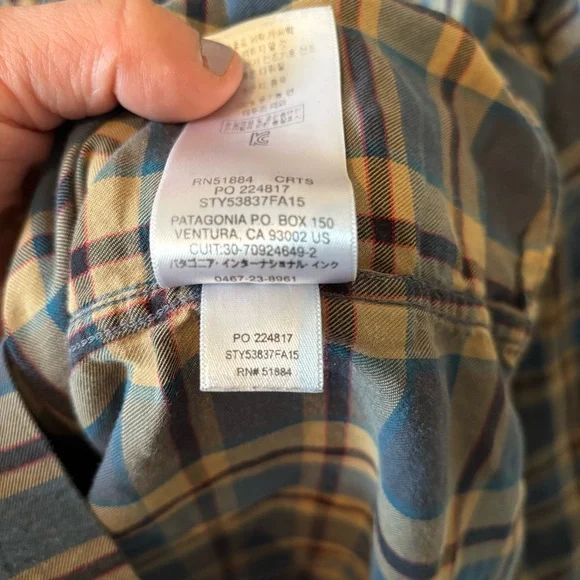 RN51884 CRTS
PO 224817
STY53837FA15
PATAGONIA P.O. BOX 150
VENTURA, CA 93002 US
CUIT:30-70924649-2
パタゴニア・インターナショナル・インク
0467-23-8961
PO 224817
STY53837FA15
RN# 51884